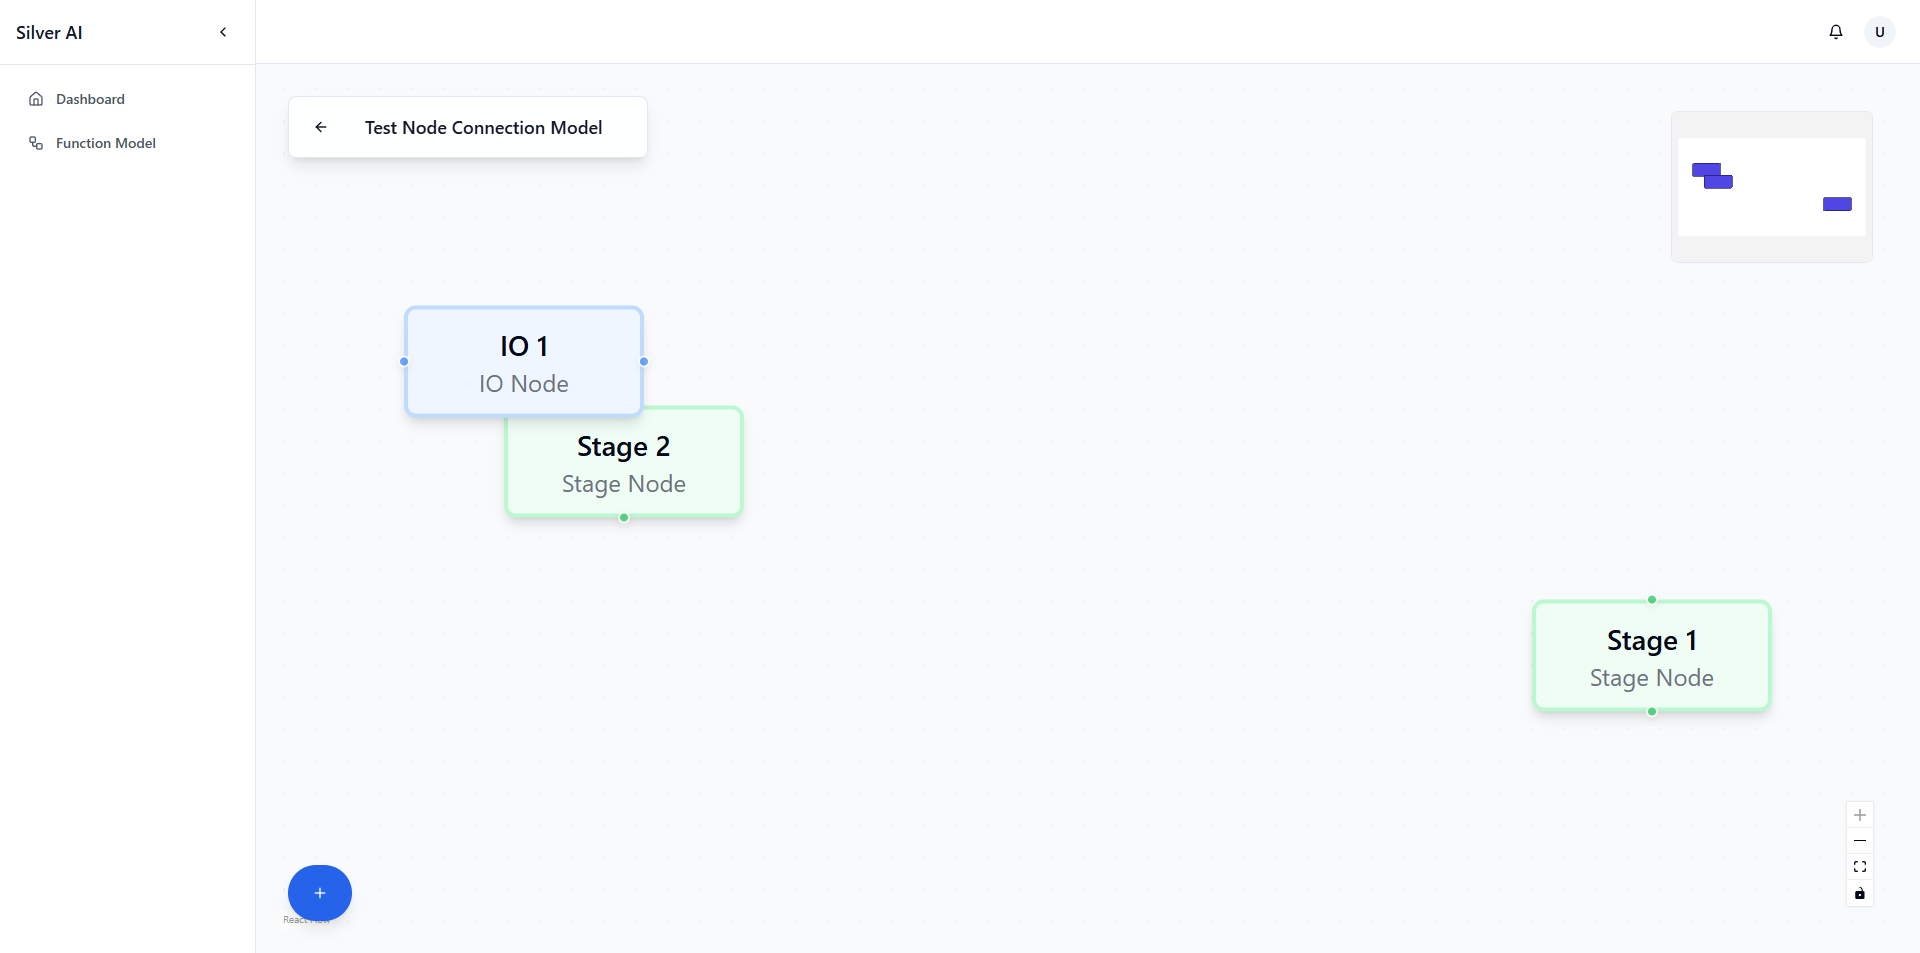 Silver AI
U
Dashboard
Function Model
Test Node Connection Model
IO 1
IO Node
Stage 2
Stage Node
Stage 1
Stage Node
React Flow